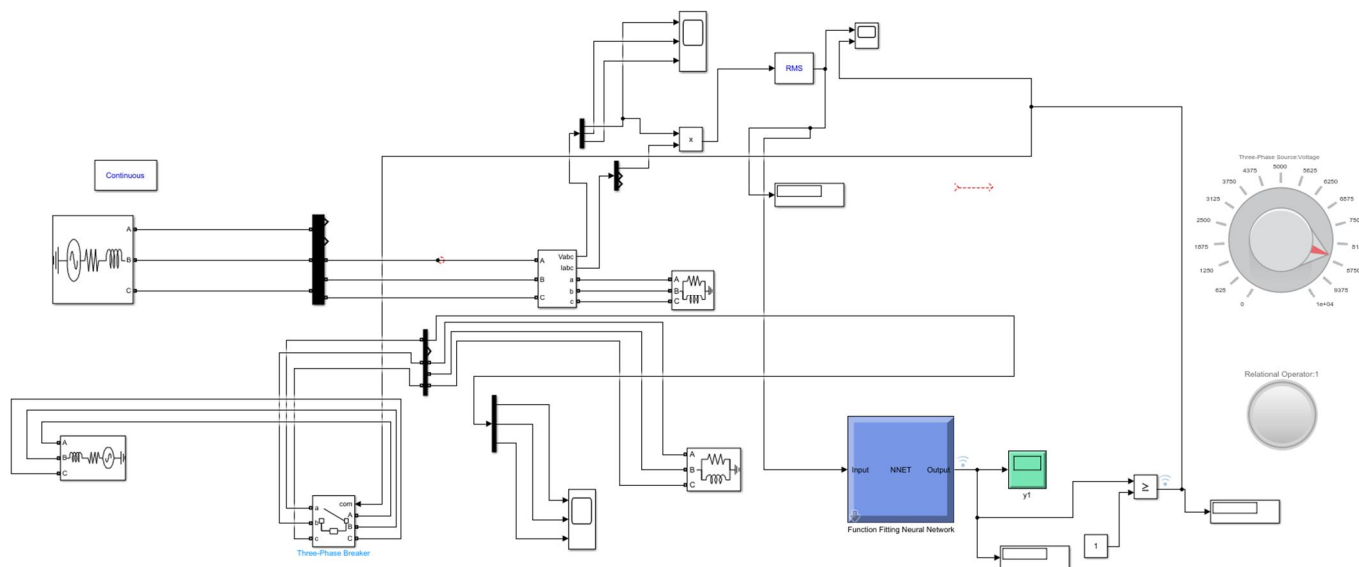 RMS
x
Continuous
Three-Phase Source:Voltage
5000
4375
5625
3750
6250
3125
6875
2500
750
1875
81
1250
8750
625
9375
0
1e+04
A
B
C
Vabc
Iabc
A
B
C
a
b
c
A
B
C
Relational Operator:1
A
B
C
A
B
C
Input
NNET
Output
y1
≥
Function Fitting Neural Network
1
com
a
A
b
B
c
C
Three-Phase Breaker